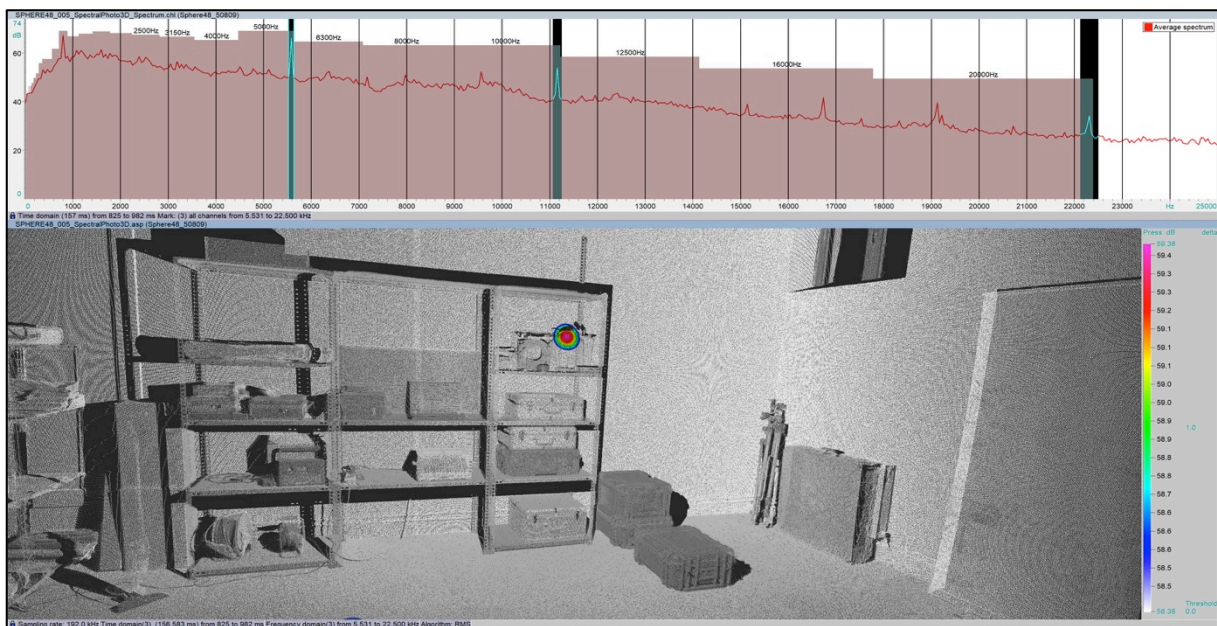 SPHERE48_005_SpectralPhoto3D_Spectrum.chl (Sphere48_50809)
74
dB
60
40
20
0
2500Hz 3150Hz 4000Hz 5000Hz 6300Hz 8000Hz 10000Hz 12500Hz 16000Hz 20000Hz
Average spectrum
0 1000 2000 3000 4000 5000 6000 7000 8000 9000 10000 11000 12000 13000 14000 15000 16000 17000 18000 19000 20000 21000 22000 23000 Hz 25000
Time domain (157 ms) from 825 to 982 ms Mark: (3) all channels from 5.531 to 22.500 kHz
SPHERE48_005_SpectralPhoto3D.asp (Sphere48_50809)
Press. dB delta
59.38
59.4
59.3
59.2
59.2
59.1
59.1
59.0
59.0
58.9
58.8 1.0
58.8
58.7
58.7
58.6
58.5
58.5
Threshold
58.38 0.0
Sampling rate: 192.0 kHz Time domain(3) (156.583 ms) from 825 to 982 ms Frequency domain(3) from 5.531 to 22.500 kHz Algorithm: RMS